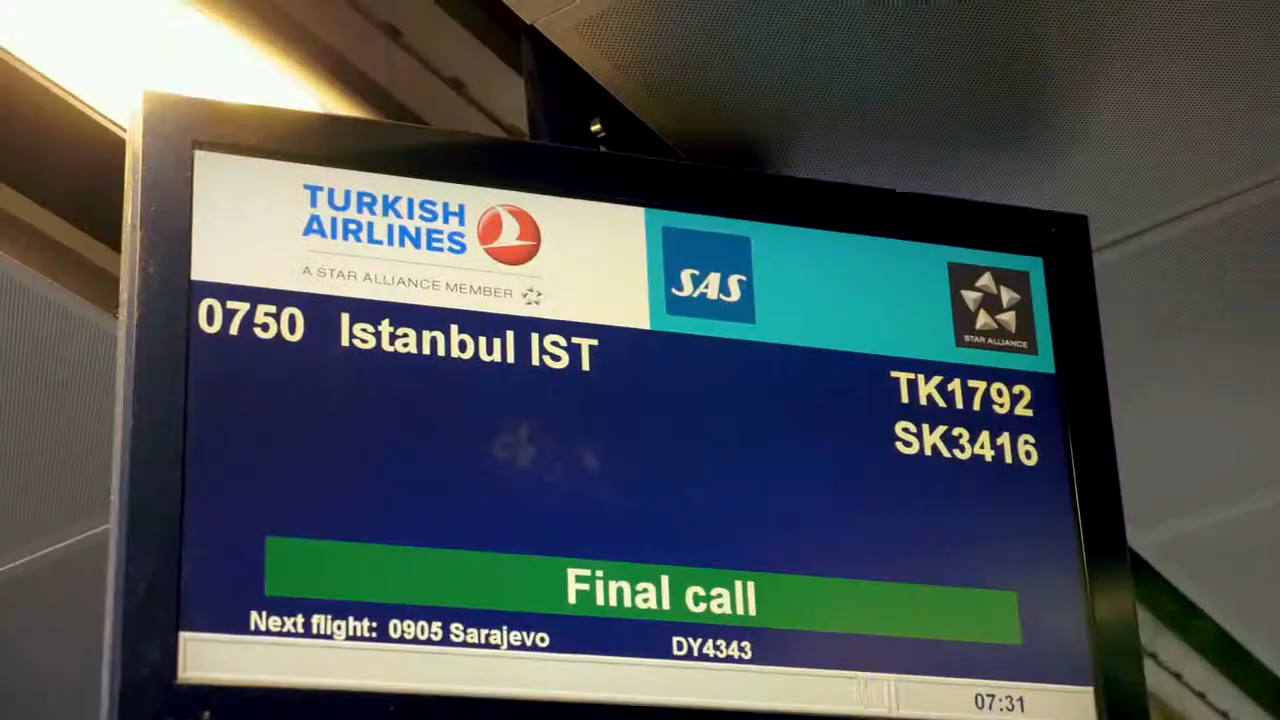 TURKISH
AIRLINES
A STAR ALLIANCE MEMBER
SAS
STAR ALLIANCE
0750 Istanbul IST
TK1792
SK3416
Final call
Next flight: 0905 Sarajevo DY4343
07:31